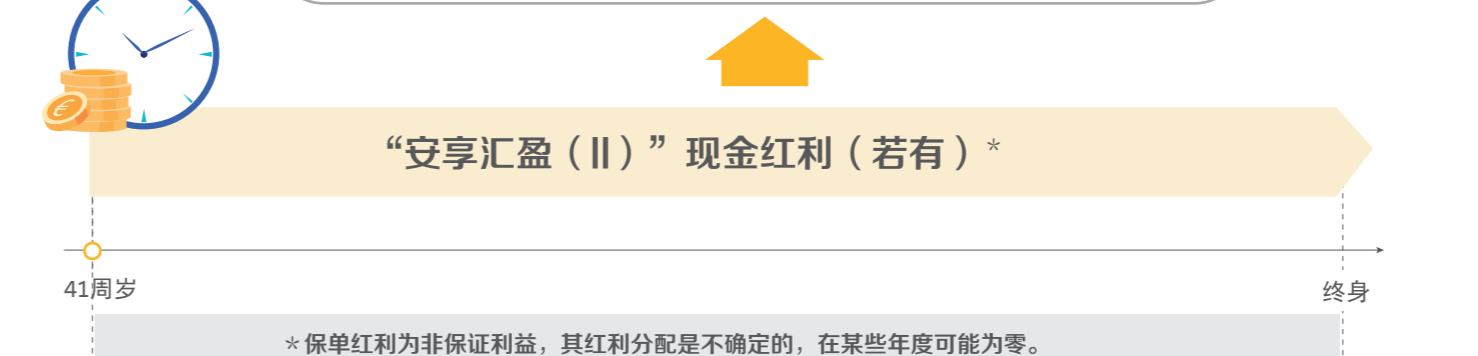 “安享汇盈（II）”现金红利（若有）*
41周岁
终身
*保单红利为非保证利益，其红利分配是不确定的，在某些年度可能为零。